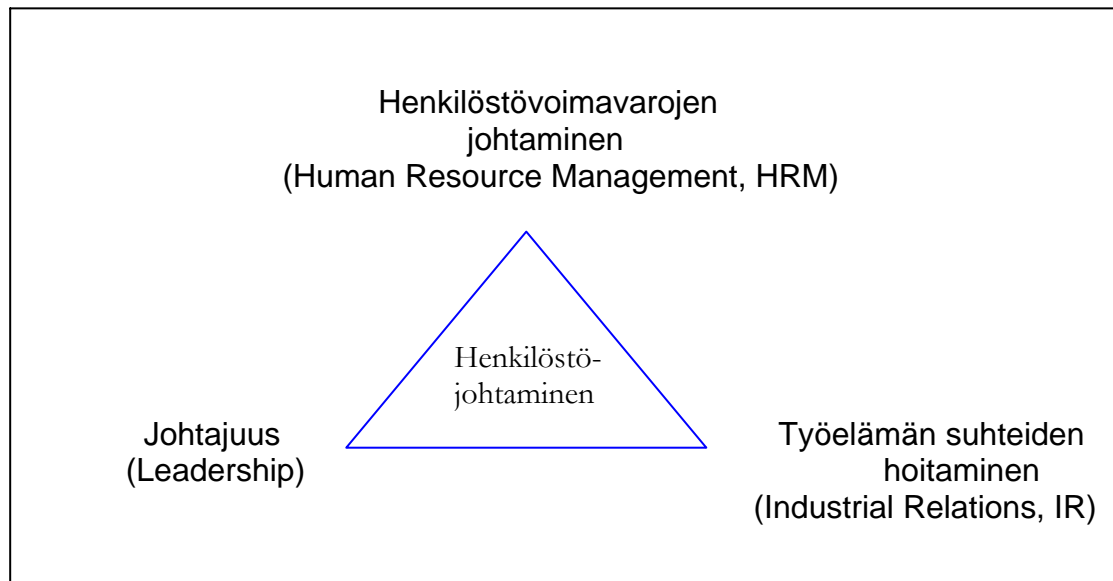 Henkilöstövoimavarojen
johtaminen
(Human Resource Management, HRM)
Henkilöstö-
johtaminen
Johtajuus
(Leadership)
Työelämän suhteiden
hoitaminen
(Industrial Relations, IR)